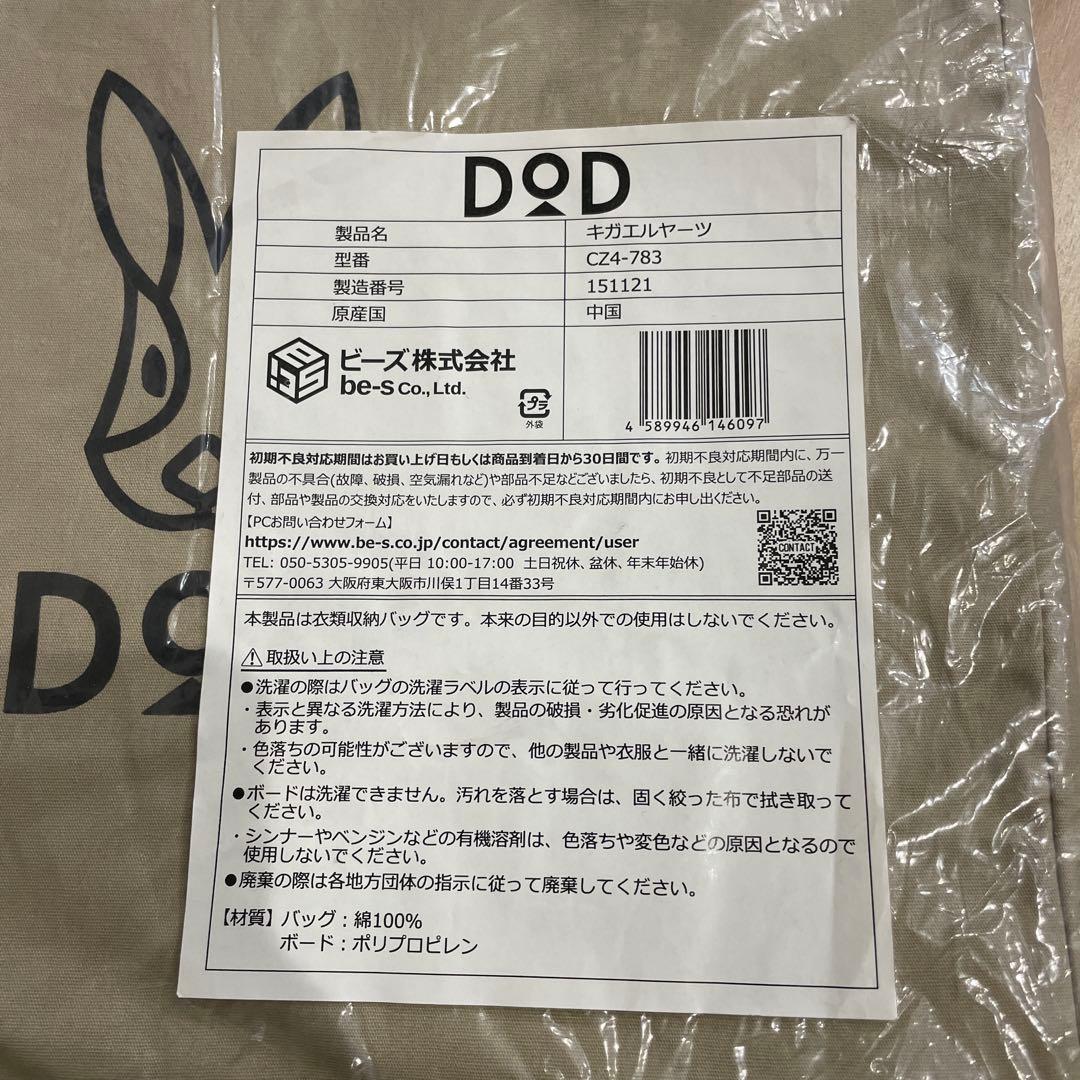 DOD
製品名 キガエルヤーツ
型番 CZ4-783
製造番号 151121
原産国 中国
ビーズ株式会社
be-s Co., Ltd.
プラ
外袋
4 589946 146097
初期不良対応期間はお買い上げ日もしくは商品到着日から30日間です。初期不良対応期間内に、万一
製品の不具合(故障、破損、空気漏れなど)や部品不足などございましたら、初期不良として不足部品の送
付、部品や製品の交換対応をいたしますので、必ず初期不良対応期間内にお申し出ください。
【PCお問い合わせフォーム】
https://www.be-s.co.jp/contact/agreement/user
TEL: 050-5305-9905(平日 10:00-17:00 土日祝休、盆休、年末年始休)
〒577-0063 大阪府東大阪市川俣1丁目14番33号
CONTACT
本製品は衣類収納バッグです。本来の目的以外での使用はしないでください。
取扱い上の注意
●洗濯の際はバッグの洗濯ラベルの表示に従って行ってください。
・表示と異なる洗濯方法により、製品の破損・劣化促進の原因となる恐れが
あります。
・色落ちの可能性がございますので、他の製品や衣服と一緒に洗濯しないで
ください。
●ボードは洗濯できません。汚れを落とす場合は、固く絞った布で拭き取って
ください。
・シンナーやベンジンなどの有機溶剤は、色落ちや変色などの原因となるので
使用しないでください。
●廃棄の際は各地方団体の指示に従って廃棄してください。
【材質】バッグ：綿100%
ボード：ポリプロピレン
DO